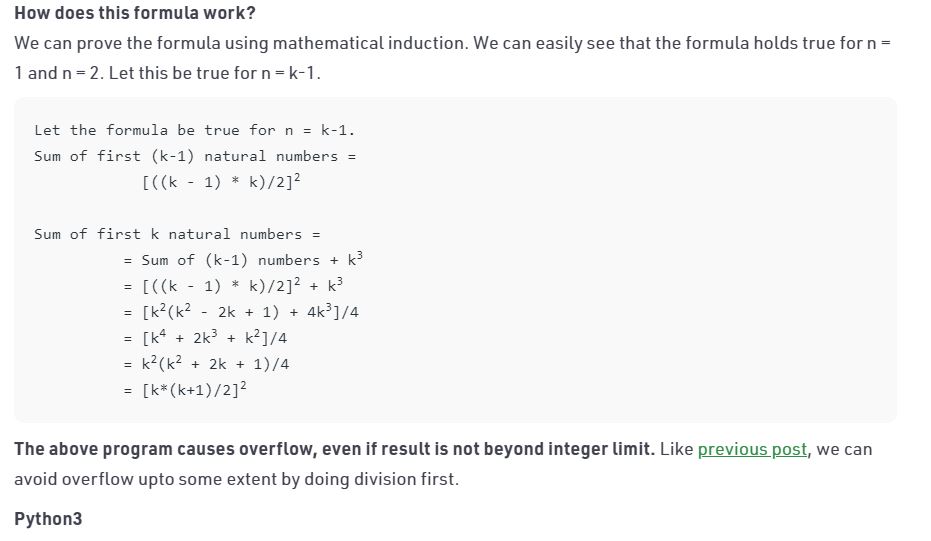 How does this formula work?
We can prove the formula using mathematical induction. We can easily see that the formula holds true for n =
1 and n = 2. Let this be true for n = k-1.
Let the formula be true for n = k-1.
Sum of first (k-1) natural numbers =
[((k - 1) * k)/2]²
Sum of first k natural numbers =
= Sum of (k-1) numbers + k³
= [((k - 1) * k)/2]² + k³
= [k²(k² - 2k + 1) + 4k³]/4
= [k⁴ + 2k³ + k²]/4
= k²(k² + 2k + 1)/4
= [k*(k+1)/2]²
The above program causes overflow, even if result is not beyond integer limit. Like previous post, we can
avoid overflow upto some extent by doing division first.
Python3